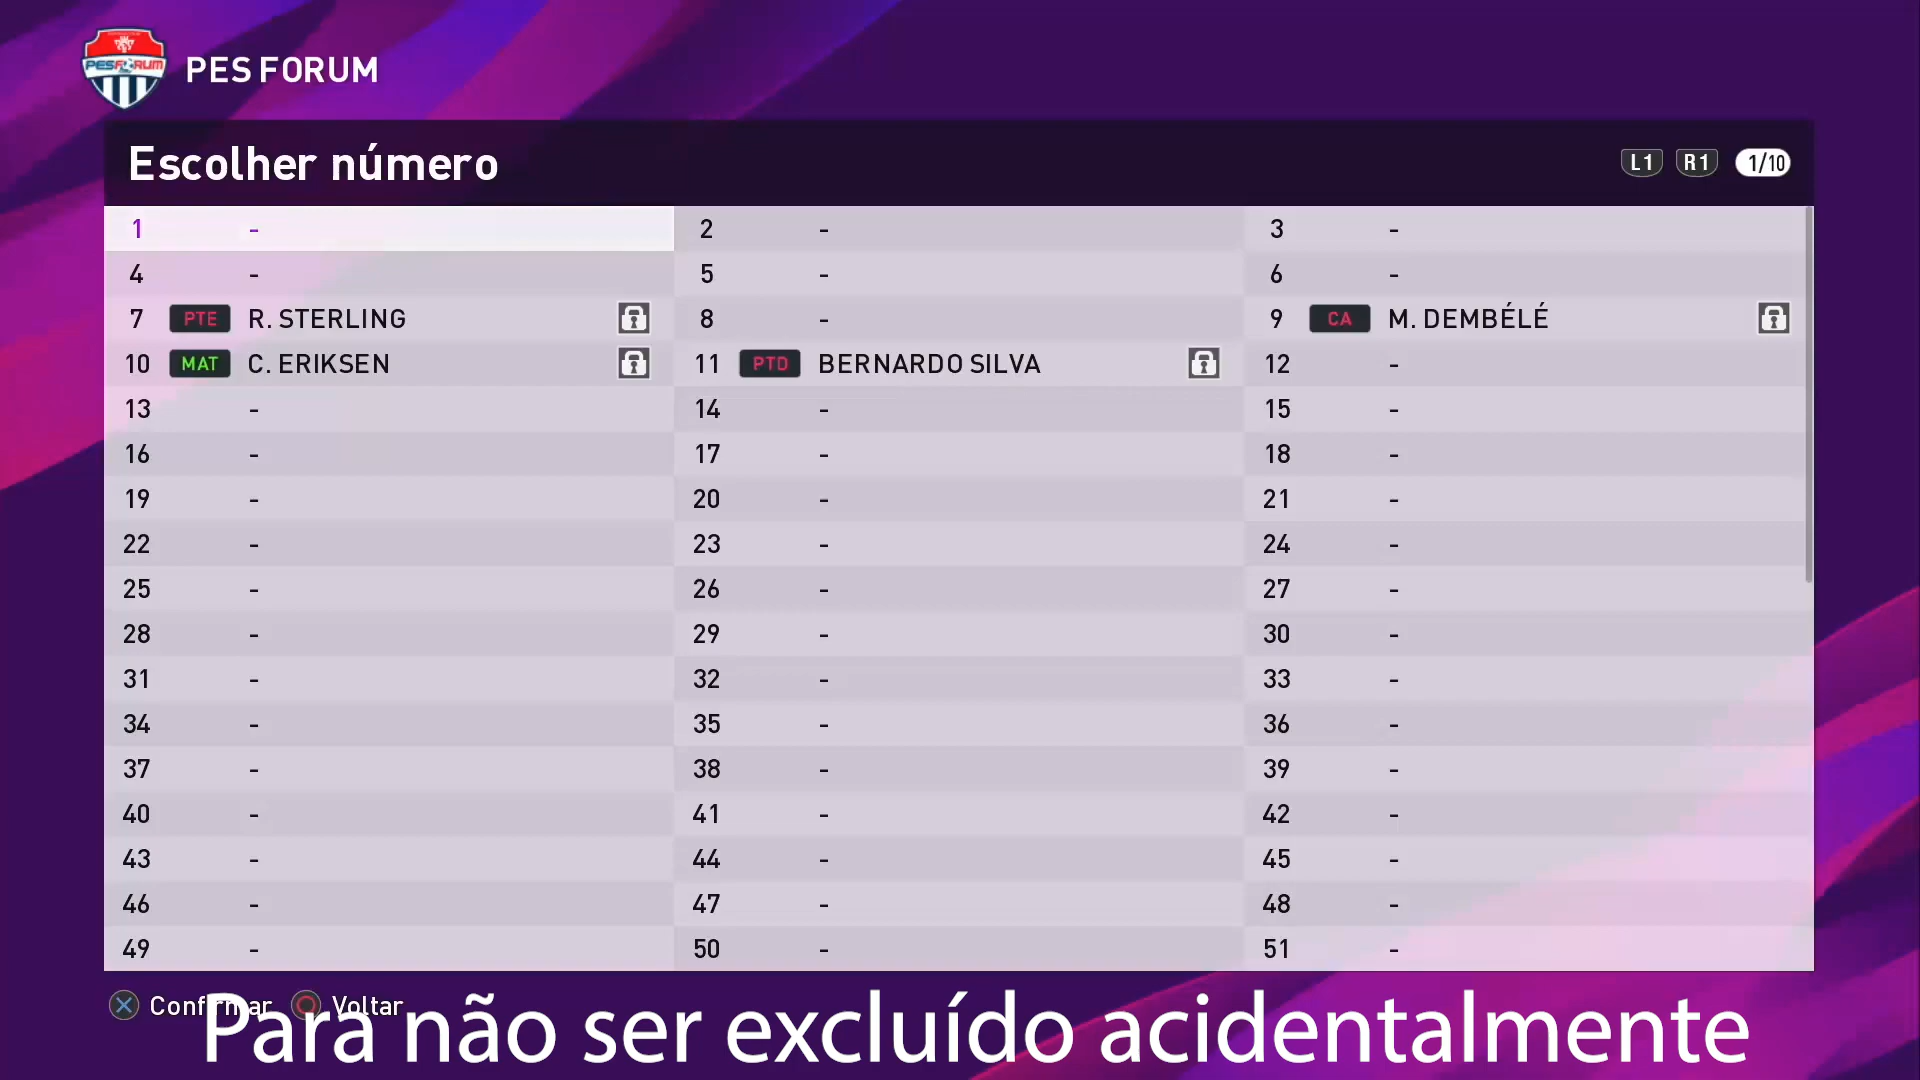 PESFORUM
PES FORUM
Escolher número
L1 R1 1/10
1 - 2 - 3 -
4 - 5 - 6 -
7 PTE R. STERLING 8 - 9 CA M. DEMBÉLÉ
10 MAT C. ERIKSEN 11 PTD BERNARDO SILVA 12 -
13 - 14 - 15 -
16 - 17 - 18 -
19 - 20 - 21 -
22 - 23 - 24 -
25 - 26 - 27 -
28 - 29 - 30 -
31 - 32 - 33 -
34 - 35 - 36 -
37 - 38 - 39 -
40 - 41 - 42 -
43 - 44 - 45 -
46 - 47 - 48 -
49 - 50 - 51 -
Confirmar Voltar
Para não ser excluído acidentalmente